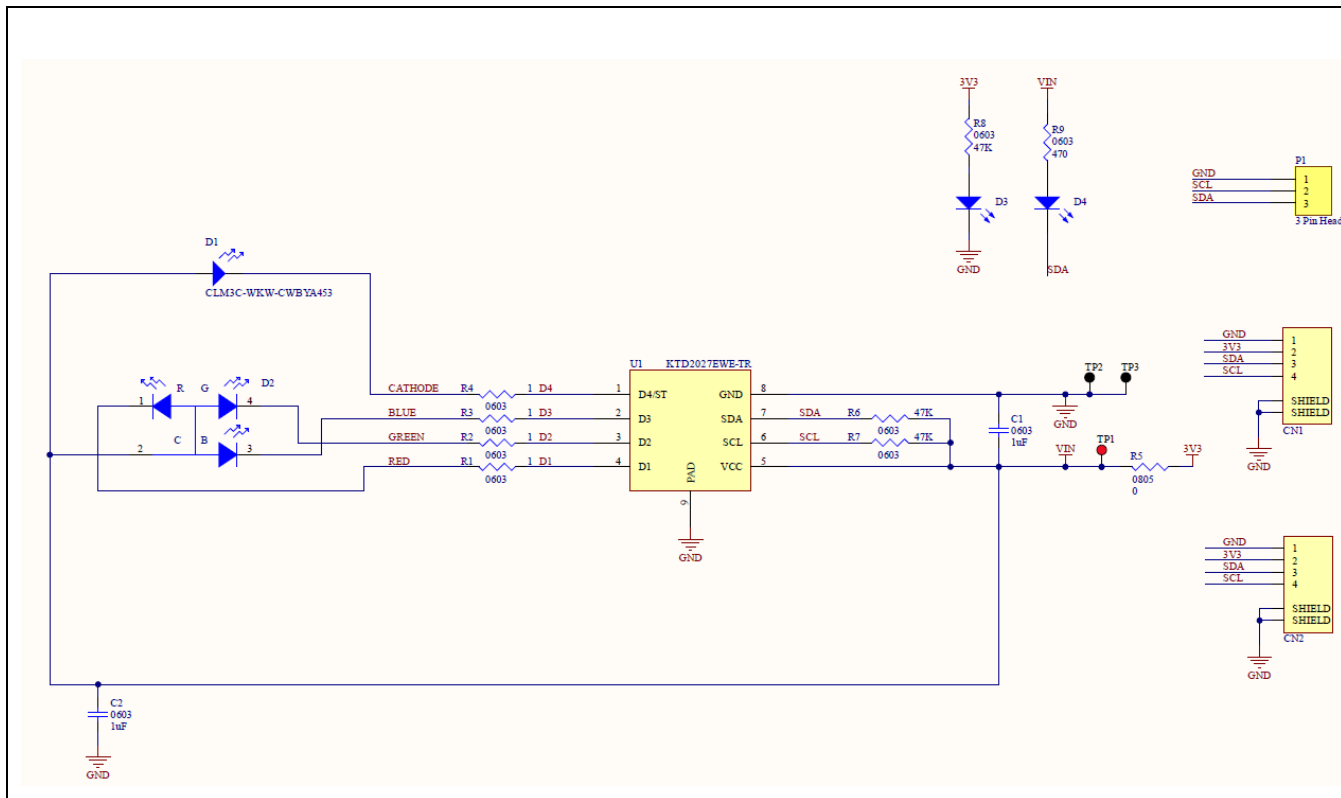 3V3
VIN
R8
0603
47K
R9
0603
470
D3
D4
GND
SDA
P1
GND
SCL
SDA
1
2
3
3 Pin Head
D1
CLM3C-WKW-CWBYA453
R G D2
1
4
2
C B
3
CATHODE R4 1 D4
0603
BLUE R3 1 D3
0603
GREEN R2 1 D2
0603
RED R1 1 D1
0603
U1 KTD2027EWE-TR
1 D4/ST GND 8
2 D3 SDA 7
3 D2 SCL 6
4 D1 VCC 5
PAD
9
GND
SDA R6 47K
0603
SCL R7 47K
0603
C1
0603
1uF
TP2 TP3
GND
VIN
TP1
R5
0805
0
3V3
GND 1
3V3 2
SDA 3
SCL 4
SHIELD
SHIELD
CN1
GND
GND 1
3V3 2
SDA 3
SCL 4
SHIELD
SHIELD
CN2
GND
C2
0603
1uF
GND